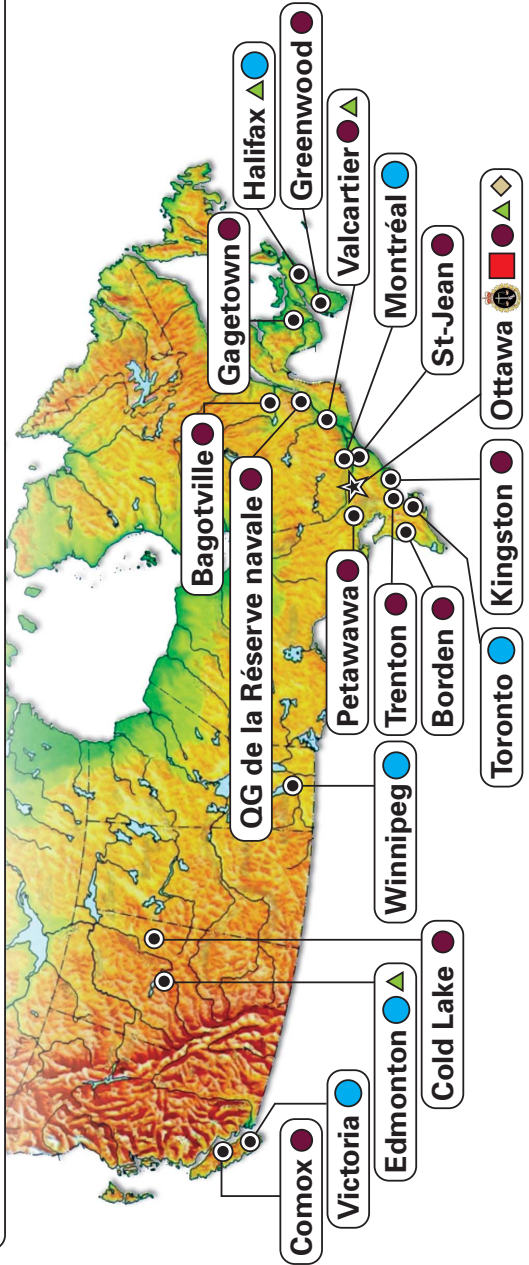 Comox
Victoria
Edmonton
Cold Lake
Winnipeg
QG de la Réserve navale
Bagotville
Gagetown
Halifax
Greenwood
Valcartier
Montréal
St-Jean
Ottawa
Petawawa
Trenton
Borden
Kingston
Toronto